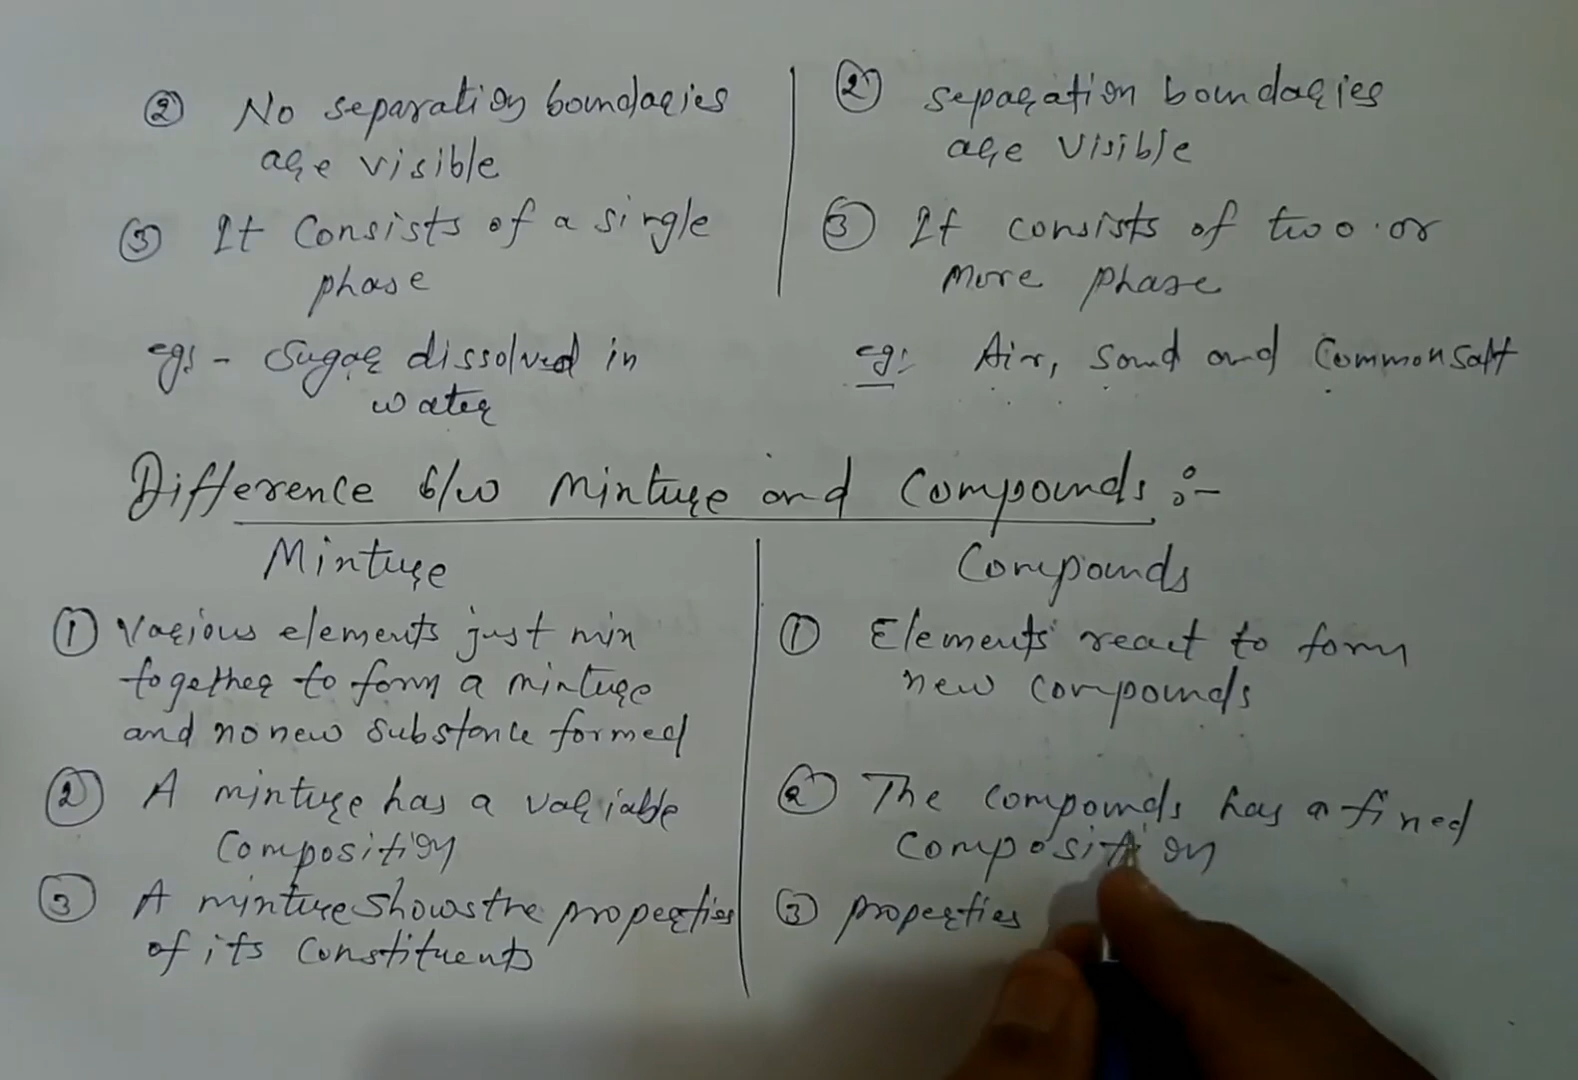 ② No separation boundaries
are visible
③ It consists of a single
phase
egs - Sugar dissolved in
water
② separation boundaries
are visible
③ It consists of two or
more phase
eg: Air, sand and Common salt
Difference b/w mixture and Compounds :-
Mixture
① Various elements just mix
together to form a mixture
and no new substance formed
② A mixture has a variable
Composition
③ A mixture shows the properties
of its constituents
Compounds
① Elements react to form
new compounds
② The compounds has a fixed
composition
③ properties